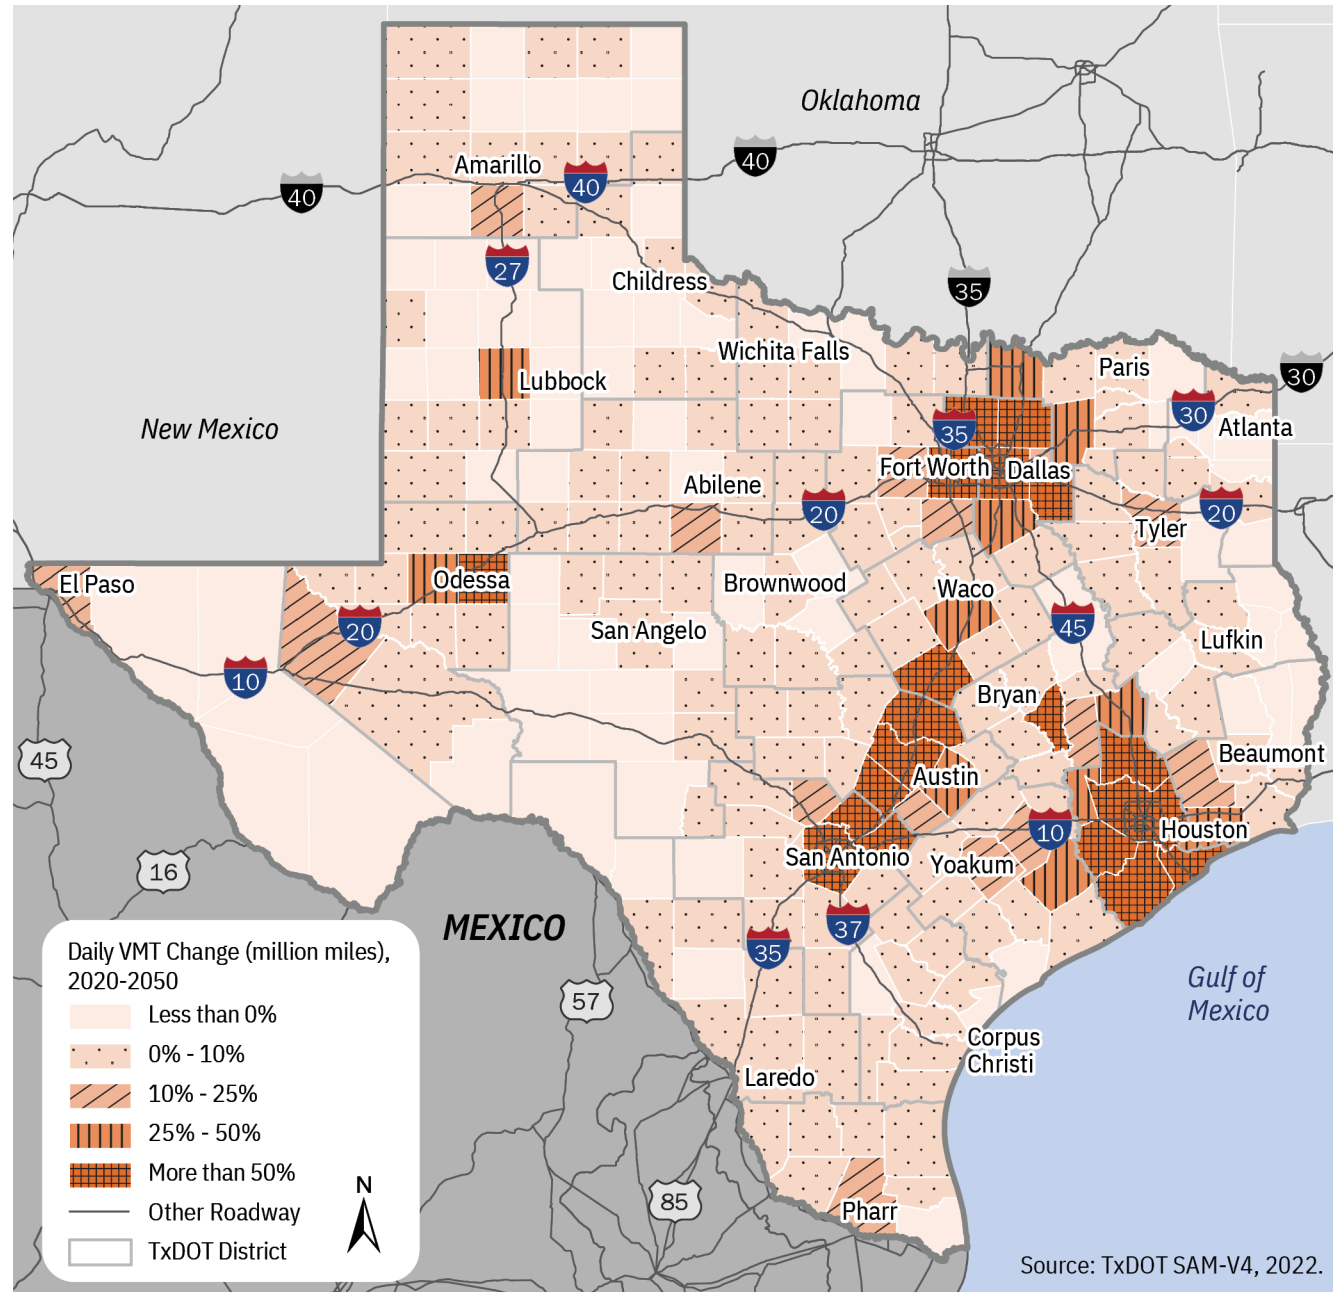 Oklahoma
40
Amarillo
40
40
27
35
Childress
Wichita Falls
Paris
30
Lubbock
30
New Mexico
35
Atlanta
Fort Worth
Dallas
Abilene
20
20
Tyler
El Paso
Odessa
Brownwood
Waco
20
45
San Angelo
Lufkin
10
Bryan
45
Beaumont
Austin
10
Houston
San Antonio
Yoakum
16
MEXICO
37
35
Gulf of
Mexico
57
Corpus
Christi
Laredo
85
Pharr
Daily VMT Change (million miles),
2020-2050
Less than 0%
0% - 10%
10% - 25%
25% - 50%
More than 50%
Other Roadway
TxDOT District
N
Source: TxDOT SAM-V4, 2022.